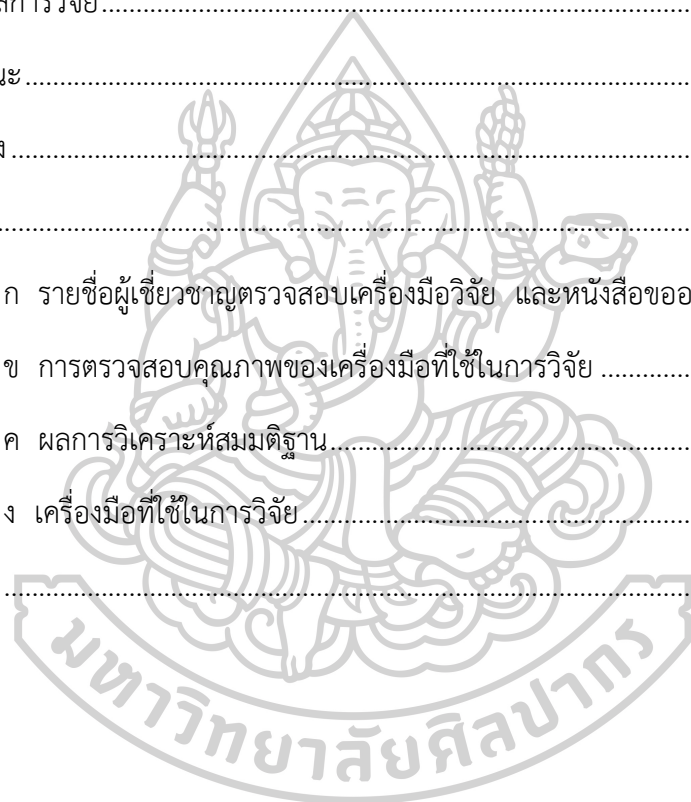 การวิจัย
ก รายชื่อผู้เชี่ยวชาญตรวจสอบเครื่องมือวิจัย และหนังสือขออ
ข การตรวจสอบคุณภาพของเครื่องมือที่ใช้ในการวิจัย
ค ผลการวิเคราะห์สมมติฐาน
ง เครื่องมือที่ใช้ในการวิจัย
มหาวิทยาลัยศิลปากร